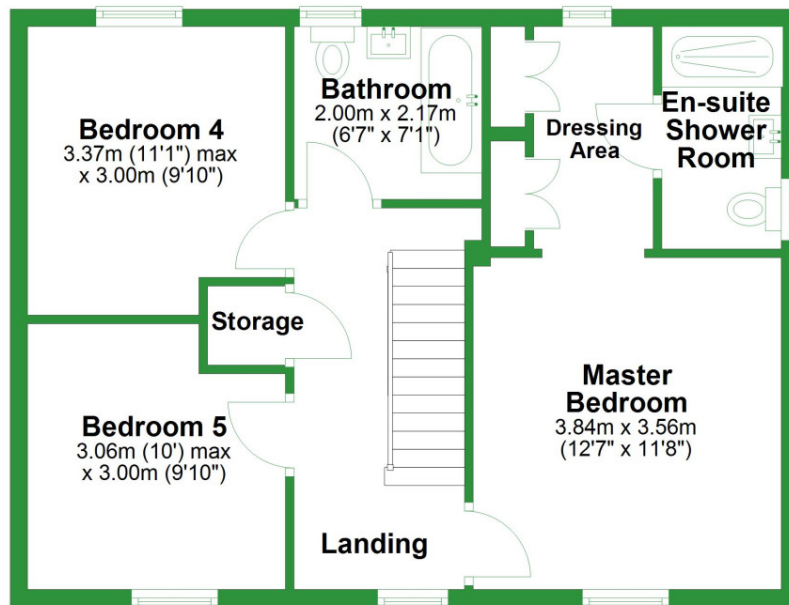 Bedroom 4
3.37m (11'1") max
x 3.00m (9'10")
Bathroom
2.00m x 2.17m
(6'7" x 7'1")
Dressing
Area
En-suite
Shower
Room
Storage
Bedroom 5
3.06m (10') max
x 3.00m (9'10")
Master
Bedroom
3.84m x 3.56m
(12'7" x 11'8")
Landing